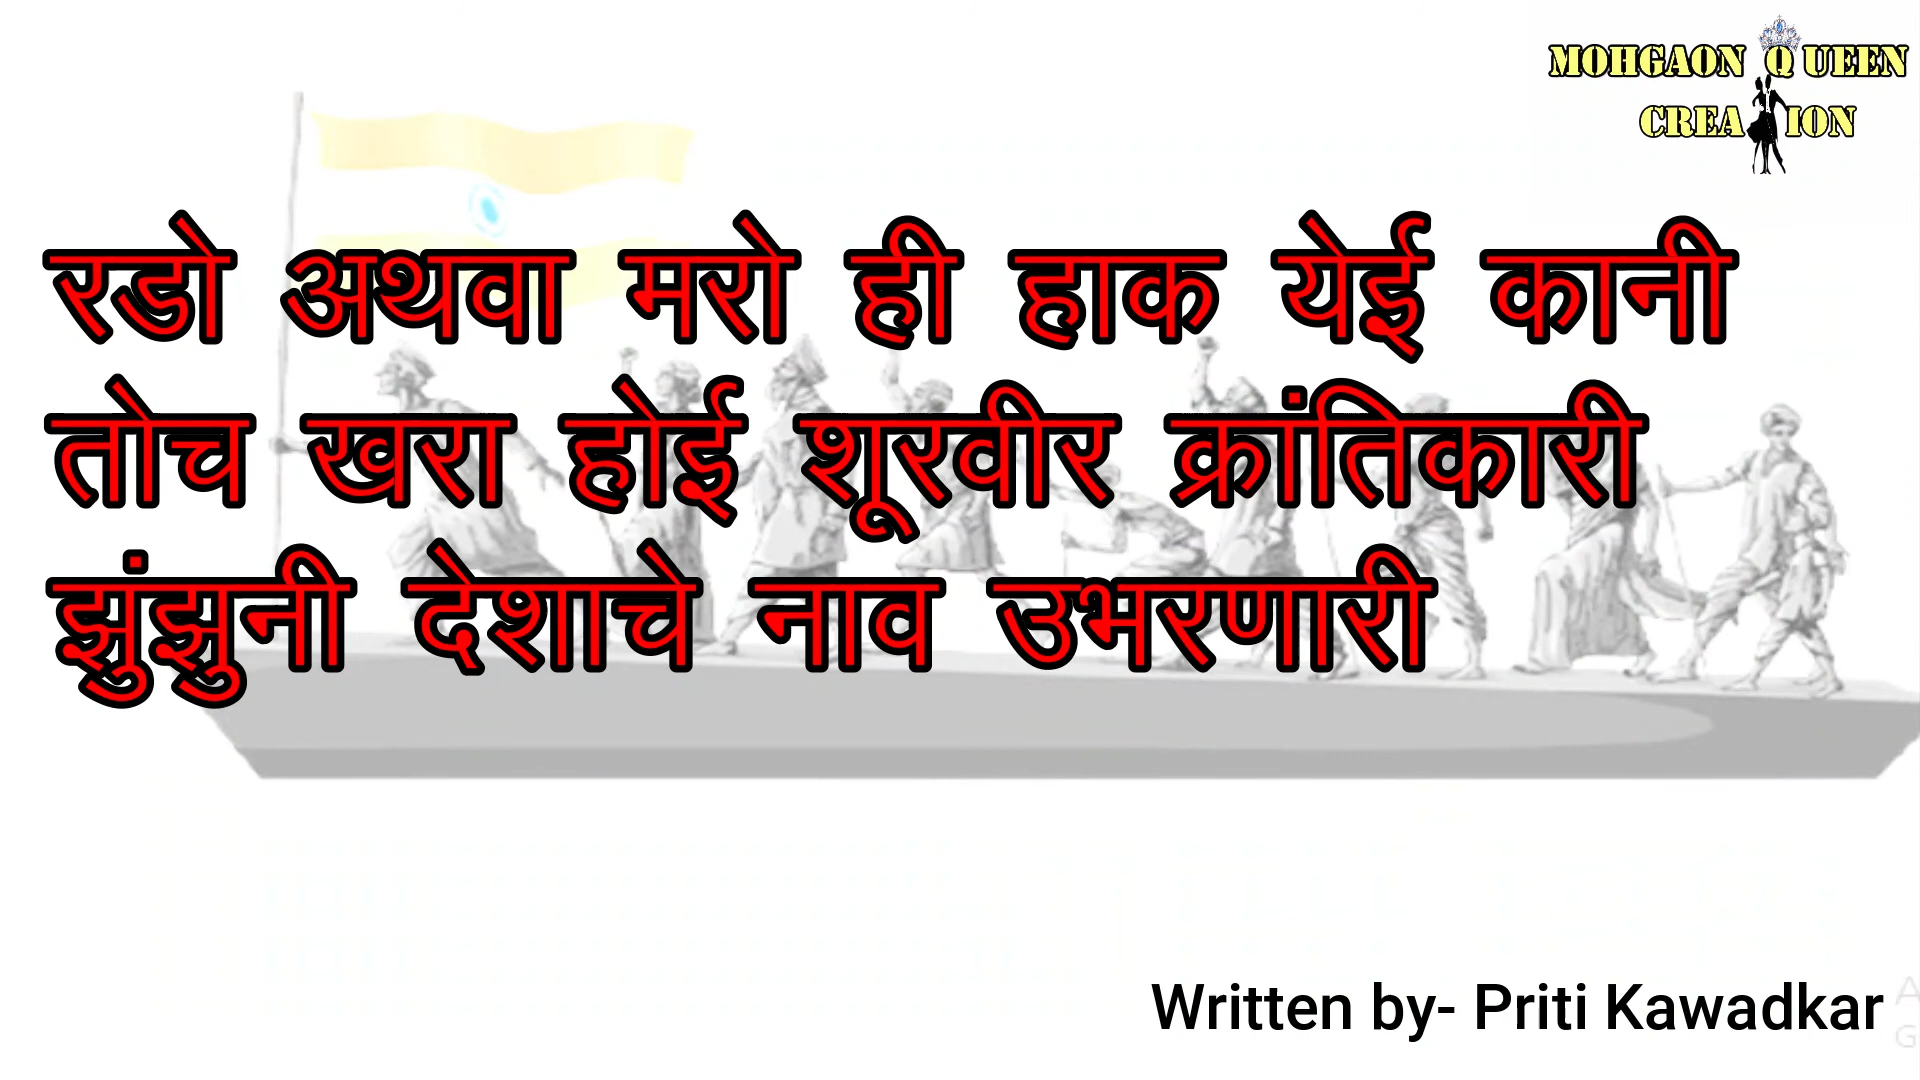 MOHGAON QUEEN
CREATION
रडो अथवा मरो ही हाक येई कानी
तोच खरा होई शूरवीर क्रांतिकारी
झुंझुनी देशाचे नाव उभरणारी
Written by- Priti Kawadkar